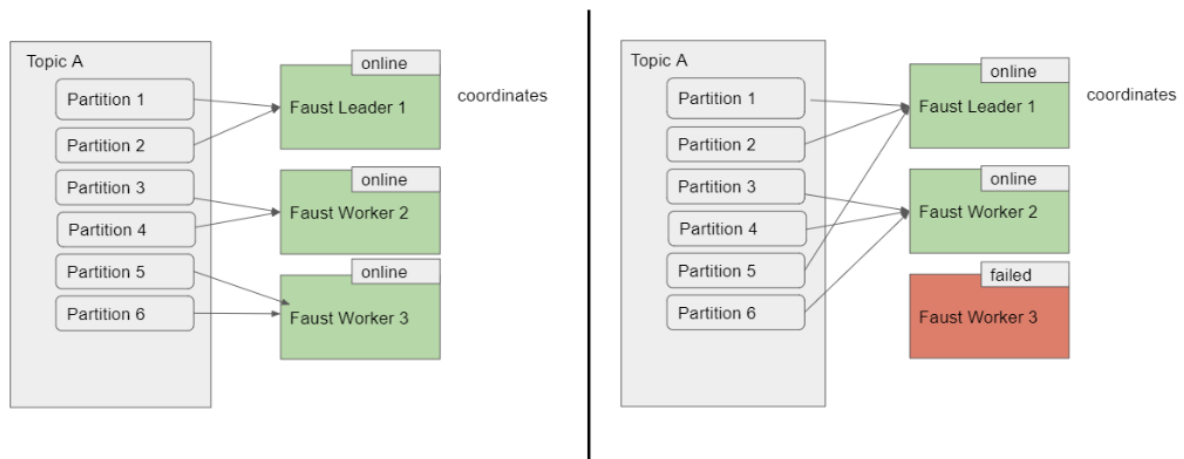 Topic A
Partition 1
Partition 2
Partition 3
Partition 4
Partition 5
Partition 6
online
Faust Leader 1
coordinates
online
Faust Worker 2
online
Faust Worker 3
Topic A
Partition 1
Partition 2
Partition 3
Partition 4
Partition 5
Partition 6
online
Faust Leader 1
coordinates
online
Faust Worker 2
failed
Faust Worker 3